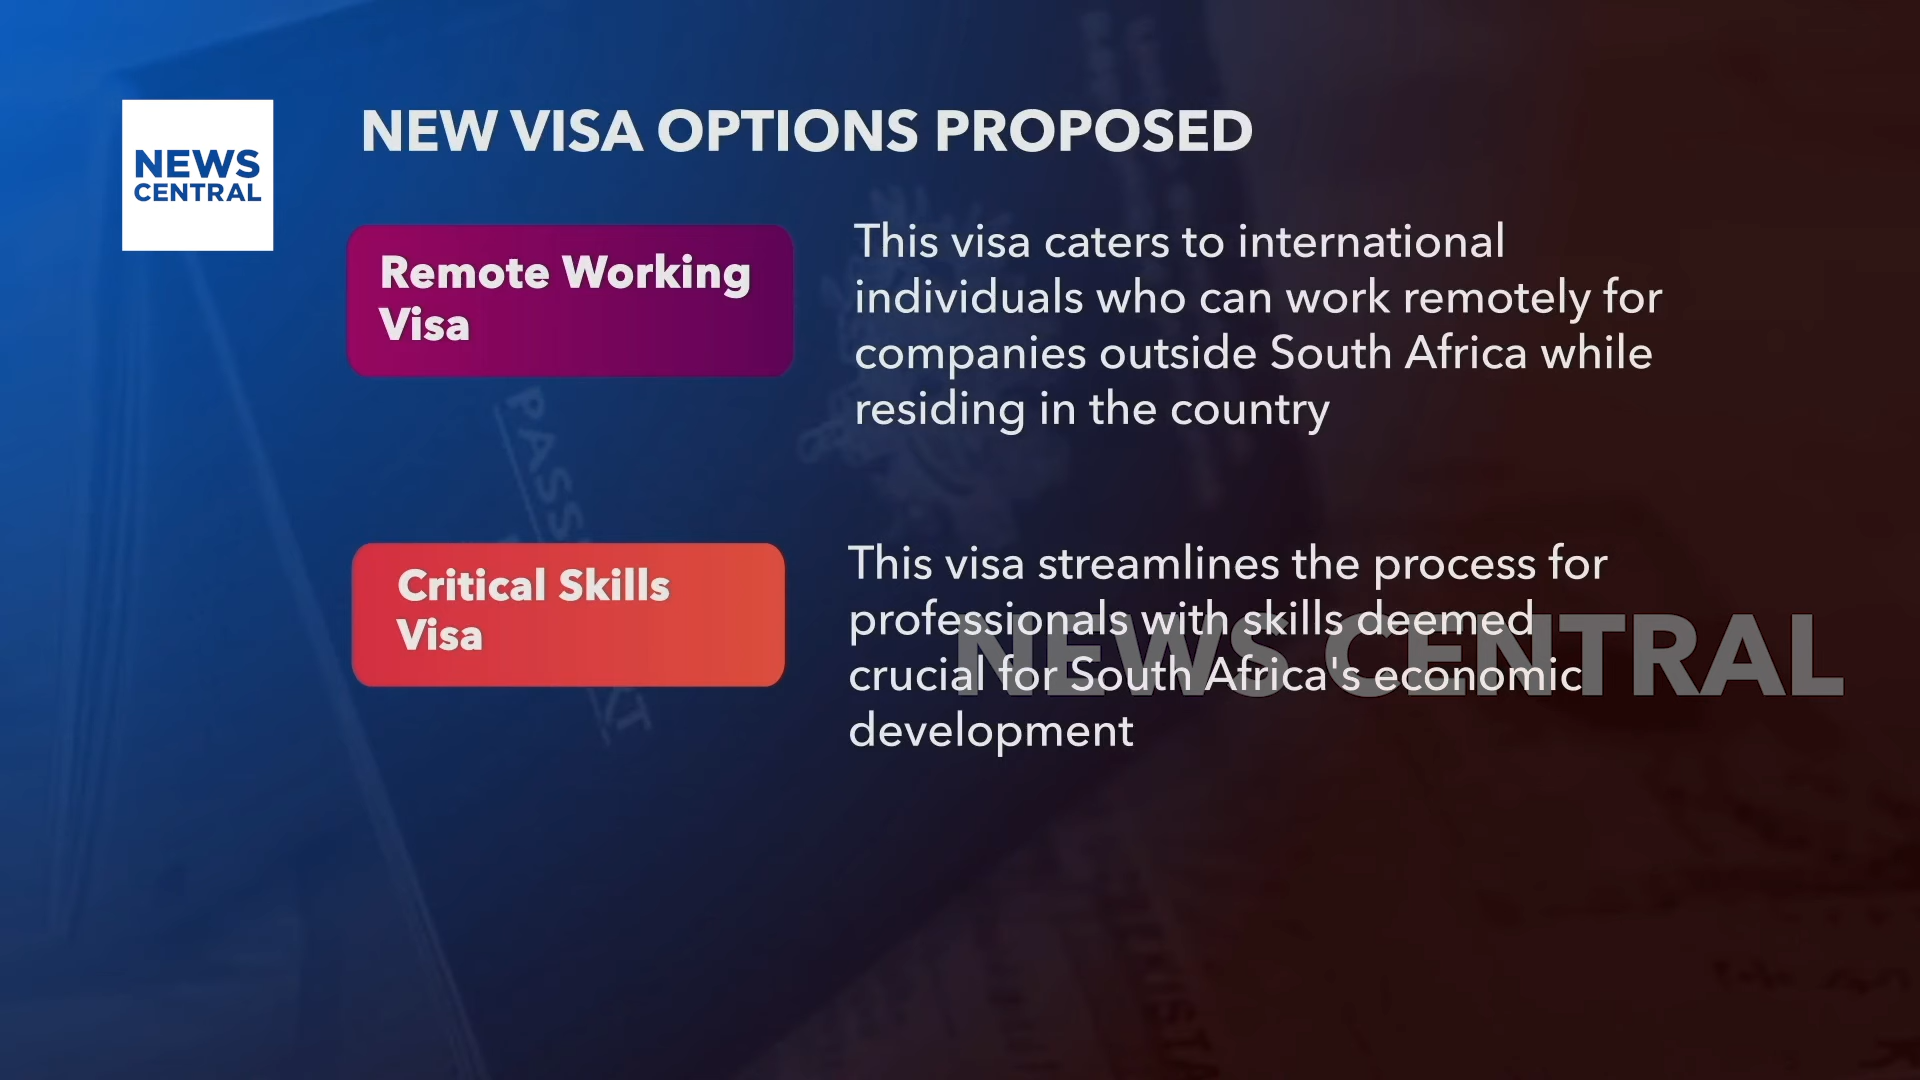 NEWS
CENTRAL
NEW VISA OPTIONS PROPOSED
Remote Working
Visa
This visa caters to international
individuals who can work remotely for
companies outside South Africa while
residing in the country
Critical Skills
Visa
This visa streamlines the process for
professionals with skills deemed
crucial for South Africa's economic
development
NEWS CENTRAL